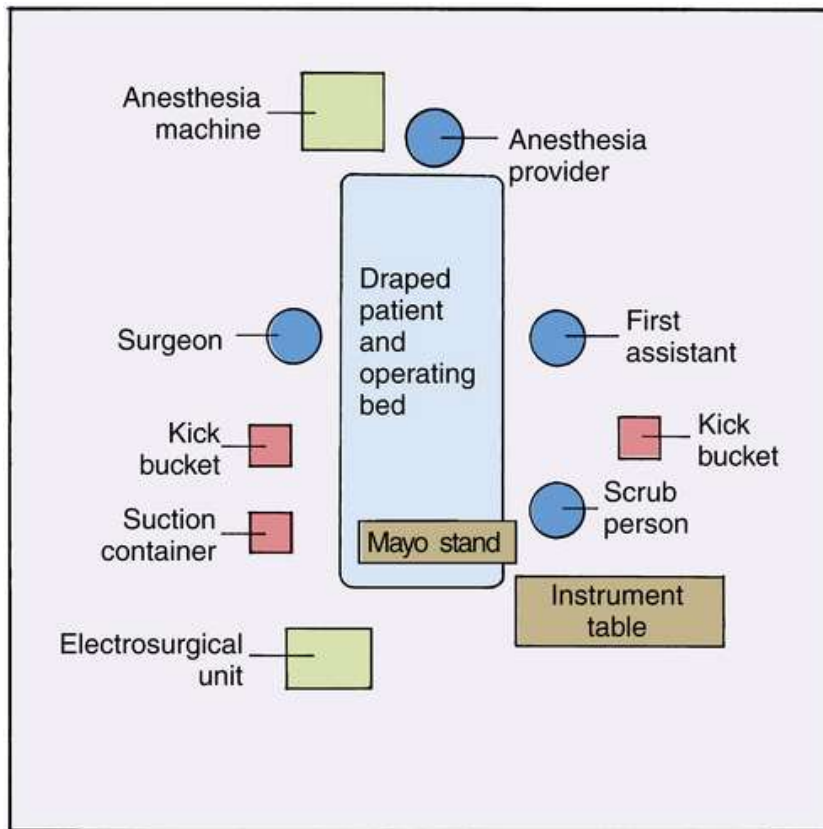 Anesthesia
machine
Anesthesia
provider
Draped
patient
and
operating
bed
Surgeon
First
assistant
Kick
bucket
Kick
bucket
Suction
container
Scrub
person
Mayo stand
Instrument
table
Electrosurgical
unit